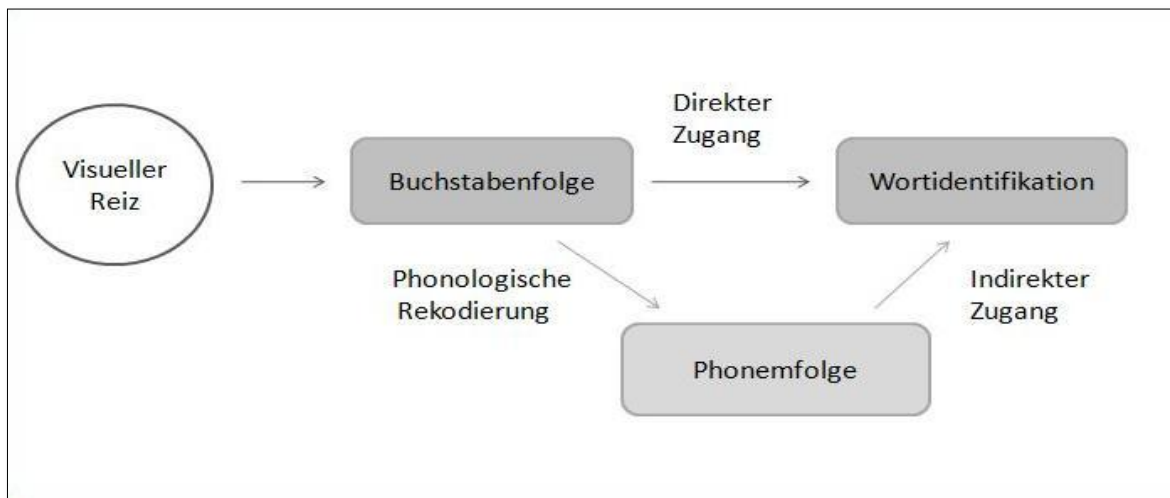 Visueller
Reiz
Buchstabenfolge
Direkter
Zugang
Wortidentifikation
Phonologische
Rekodierung
Phonemfolge
Indirekter
Zugang